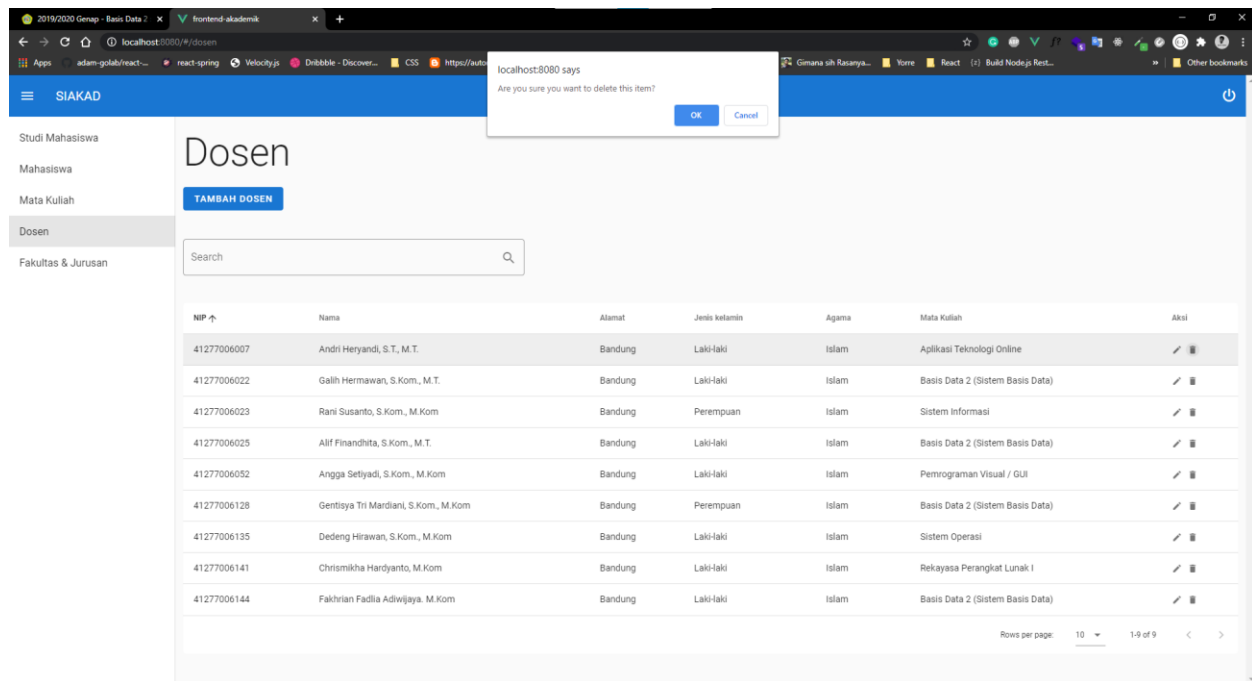 2019/2020 Genap - Basis Data 2
frontend-akademik
localhost:8080/#/dosen
Apps adam-golab/react-... react-spring Velocity.js Dribbble - Discover... CSS https://auto Gimana sih Rasanya... Yorre React {z} Build Node.js Rest... » Other bookmarks
localhost:8080 says
Are you sure you want to delete this item?
OK Cancel
SIAKAD
Studi Mahasiswa
Mahasiswa
Mata Kuliah
Dosen
Fakultas & Jurusan
Dosen
TAMBAH DOSEN
Search
NIP Nama Alamat Jenis kelamin Agama Mata Kuliah Aksi
41277006007 Andri Heryandi, S.T., M.T. Bandung Laki-laki Islam Aplikasi Teknologi Online
41277006022 Galih Hermawan, S.Kom., M.T. Bandung Laki-laki Islam Basis Data 2 (Sistem Basis Data)
41277006023 Rani Susanto, S.Kom., M.Kom Bandung Perempuan Islam Sistem Informasi
41277006025 Alif Finandhita, S.Kom., M.T. Bandung Laki-laki Islam Basis Data 2 (Sistem Basis Data)
41277006052 Angga Setiyadi, S.Kom., M.Kom Bandung Laki-laki Islam Pemrograman Visual / GUI
41277006128 Gentisya Tri Mardiani, S.Kom., M.Kom Bandung Perempuan Islam Basis Data 2 (Sistem Basis Data)
41277006135 Dedeng Hirawan, S.Kom., M.Kom Bandung Laki-laki Islam Sistem Operasi
41277006141 Chrismikha Hardyanto, M.Kom Bandung Laki-laki Islam Rekayasa Perangkat Lunak I
41277006144 Fakhrian Fadlia Adiwijaya. M.Kom Bandung Laki-laki Islam Basis Data 2 (Sistem Basis Data)
Rows per page: 10 1-9 of 9